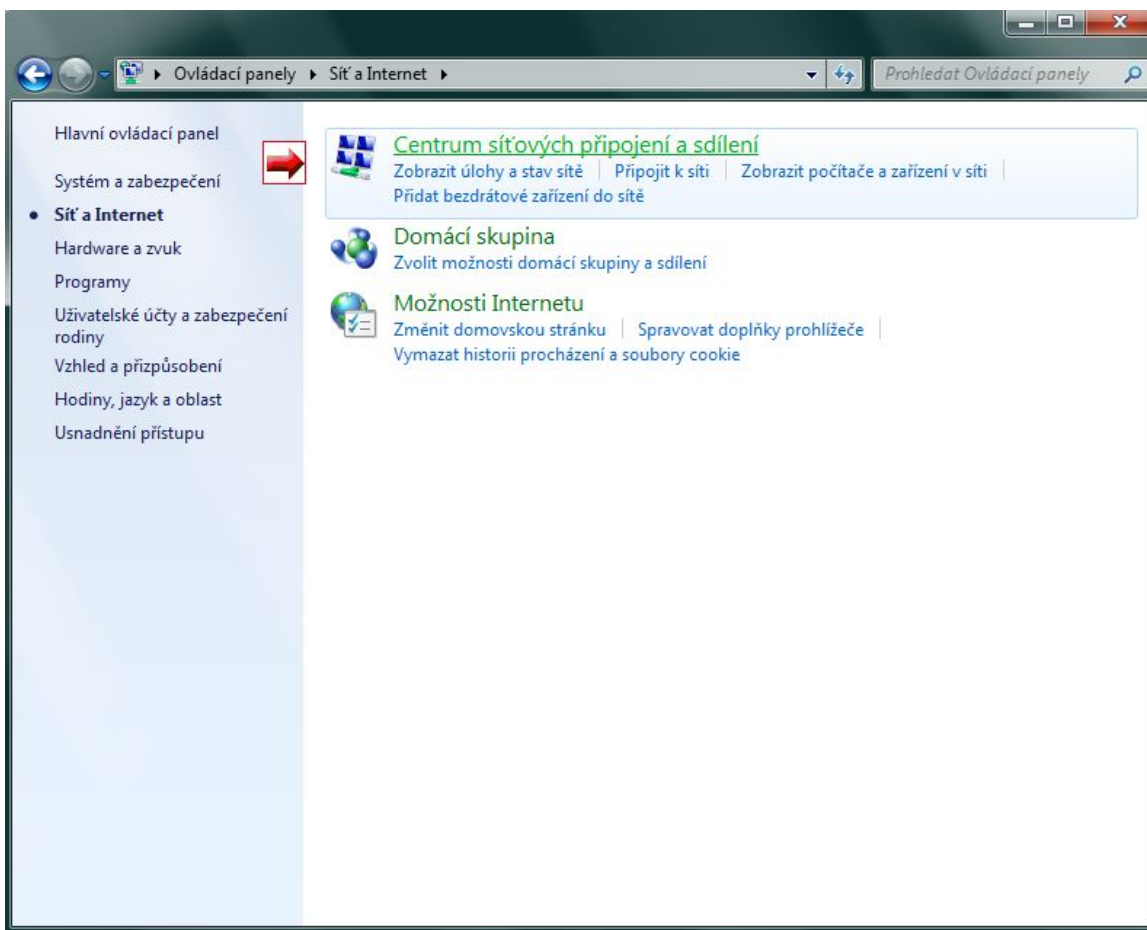 Ovládací panely
Síť a Internet
Prohledat Ovládací panely
Hlavní ovládací panel
Systém a zabezpečení
Síť a Internet
Hardware a zvuk
Programy
Uživatelské účty a zabezpečení
rodiny
Vzhled a přizpůsobení
Hodiny, jazyk a oblast
Usnadnění přístupu
Centrum síťových připojení a sdílení
Zobrazit úlohy a stav sítě
Připojit k síti
Zobrazit počítače a zařízení v síti
Přidat bezdrátové zařízení do sítě
Domácí skupina
Zvolit možnosti domácí skupiny a sdílení
Možnosti Internetu
Změnit domovskou stránku
Spravovat doplňky prohlížeče
Vymazat historii procházení a soubory cookie